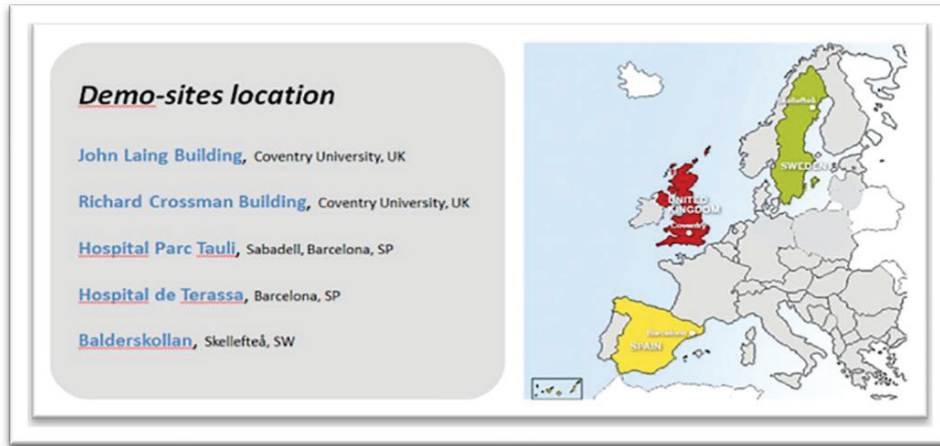 Demo-sites location
John Laing Building, Coventry University, UK
Richard Crossman Building, Coventry University, UK
Hospital Parc Tauli, Sabadell, Barcelona, SP
Hospital de Terassa, Barcelona, SP
Balderskollan, Skellefteå, SW
Skellefteå
SWEDEN
UNITED
KINGDOM
Coventry
Barcelona
SPAIN